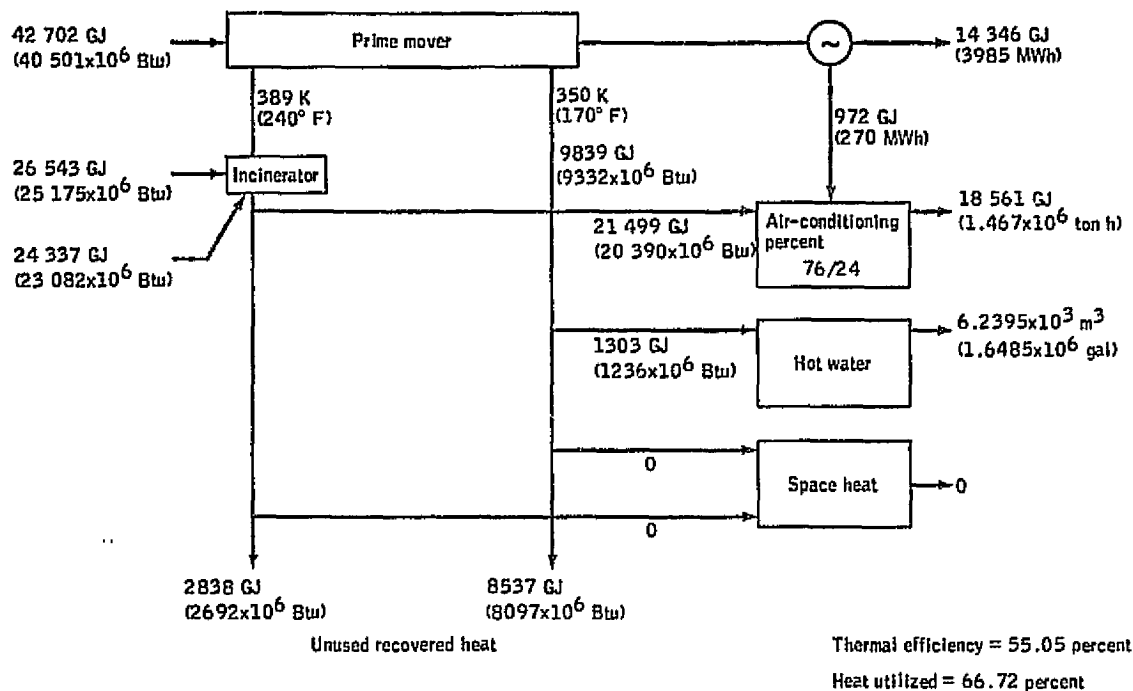 42 702 GJ
(40 501x10⁶ Btu)
Prime mover
~
14 346 GJ
(3985 MWh)
389 K
(240° F)
350 K
(170° F)
972 GJ
(270 MWh)
26 543 GJ
(25 175x10⁶ Btu)
Incinerator
9839 GJ
(9332x10⁶ Btu)
24 337 GJ
(23 082x10⁶ Btu)
21 499 GJ
(20 390x10⁶ Btu)
Air-conditioning
percent
76/24
18 561 GJ
(1.467x10⁶ ton h)
1303 GJ
(1236x10⁶ Btu)
Hot water
6.2395x10³ m³
(1.6485x10⁶ gal)
0
Space heat
0
0
2838 GJ
(2692x10⁶ Btu)
8537 GJ
(8097x10⁶ Btu)
Unused recovered heat
Thermal efficiency = 55.05 percent
Heat utilized = 66.72 percent